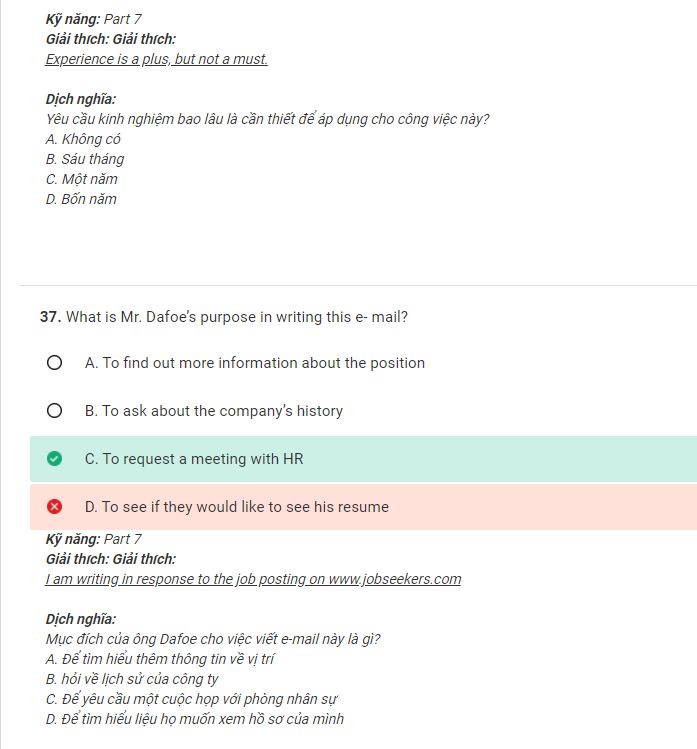 Kỹ năng: Part 7
Giải thích: Giải thích:
Experience is a plus, but not a must.
Dịch nghĩa:
Yêu cầu kinh nghiệm bao lâu là cần thiết để áp dụng cho công việc này?
A. Không có
B. Sáu tháng
C. Một năm
D. Bốn năm
37. What is Mr. Dafoe's purpose in writing this e- mail?
A. To find out more information about the position
B. To ask about the company's history
C. To request a meeting with HR
D. To see if they would like to see his resume
Kỹ năng: Part 7
Giải thích: Giải thích:
I am writing in response to the job posting on www.jobseekers.com
Dịch nghĩa:
Mục đích của ông Dafoe cho việc viết e-mail này là gì?
A. Để tìm hiểu thêm thông tin về vị trí
B. hỏi về lịch sử của công ty
C. Để yêu cầu một cuộc họp với phòng nhân sự
D. Để tìm hiểu liệu họ muốn xem hồ sơ của mình